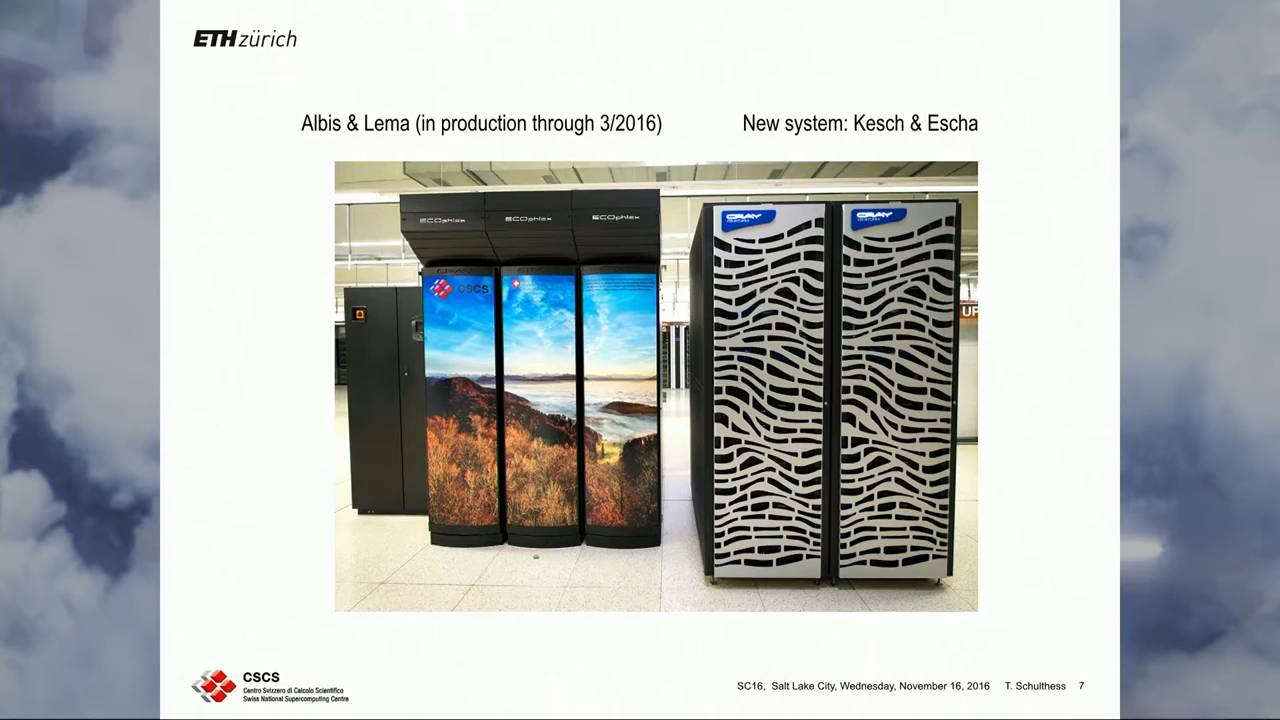 ETH zürich
Albis & Lema (in production through 3/2016)
New system: Kesch & Escha
ECOphlex
ECOphlex
ECOphlex
CRAY
CRAY
CSCS
UP
CSCS
Centro Svizzero di Calcolo Scientifico
Swiss National Supercomputing Centre
SC16, Salt Lake City, Wednesday, November 16, 2016 T. Schulthess 7